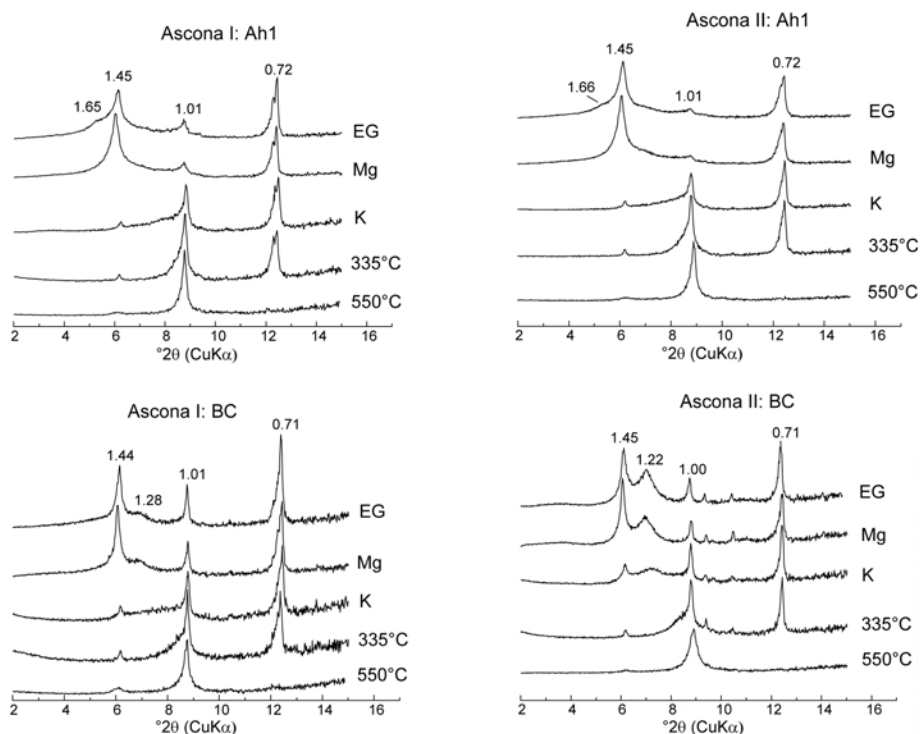 Ascona I: Ah1
1.45
0.72
1.65
1.01
EG
Mg
K
335°C
550°C
2 4 6 8 10 12 14 16
°2θ (CuKα)
Ascona II: Ah1
1.45
0.72
1.66
1.01
EG
Mg
K
335°C
550°C
2 4 6 8 10 12 14 16
°2θ (CuKα)
Ascona I: BC
0.71
1.44
1.01
1.28
EG
Mg
K
335°C
550°C
2 4 6 8 10 12 14 16
°2θ (CuKα)
Ascona II: BC
0.71
1.45
1.22
1.00
EG
Mg
K
335°C
550°C
2 4 6 8 10 12 14 16
°2θ (CuKα)